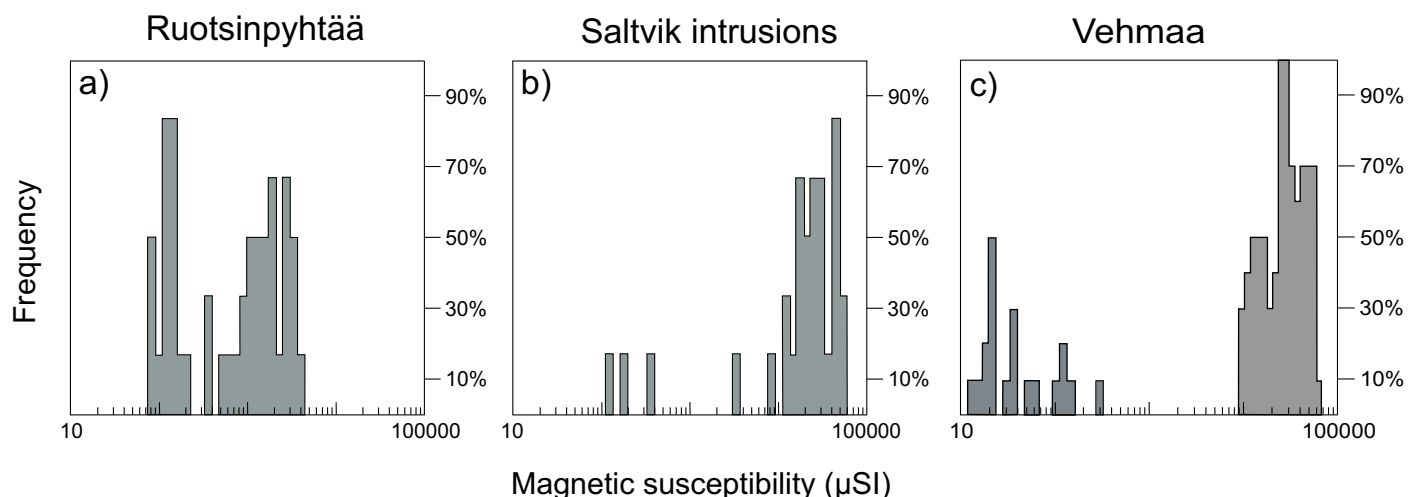 Ruotsinpyhtää
Saltvik intrusions
Vehmaa
a)
b)
c)
Frequency
90%
70%
50%
30%
10%
90%
70%
50%
30%
10%
90%
70%
50%
30%
10%
10
100000
10
100000
10
100000
Magnetic susceptibility (µSI)